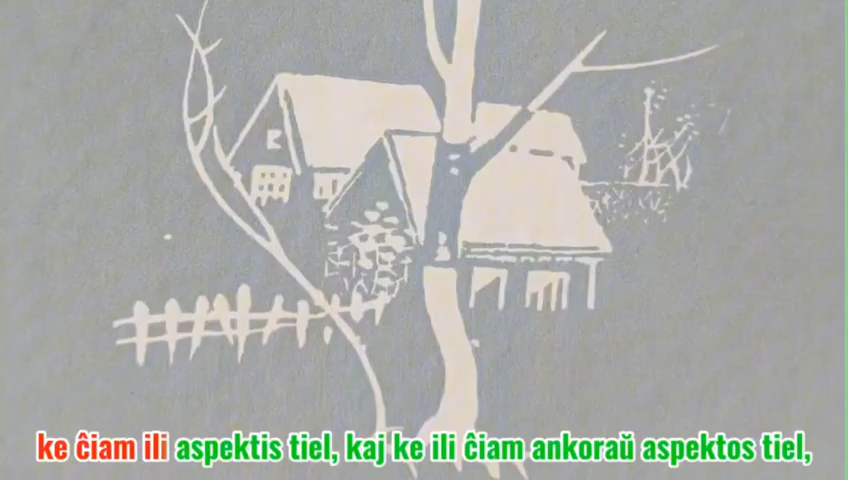 ke ĉiam ili aspektis tiel, kaj ke ili ĉiam ankoraŭ aspektos tiel,